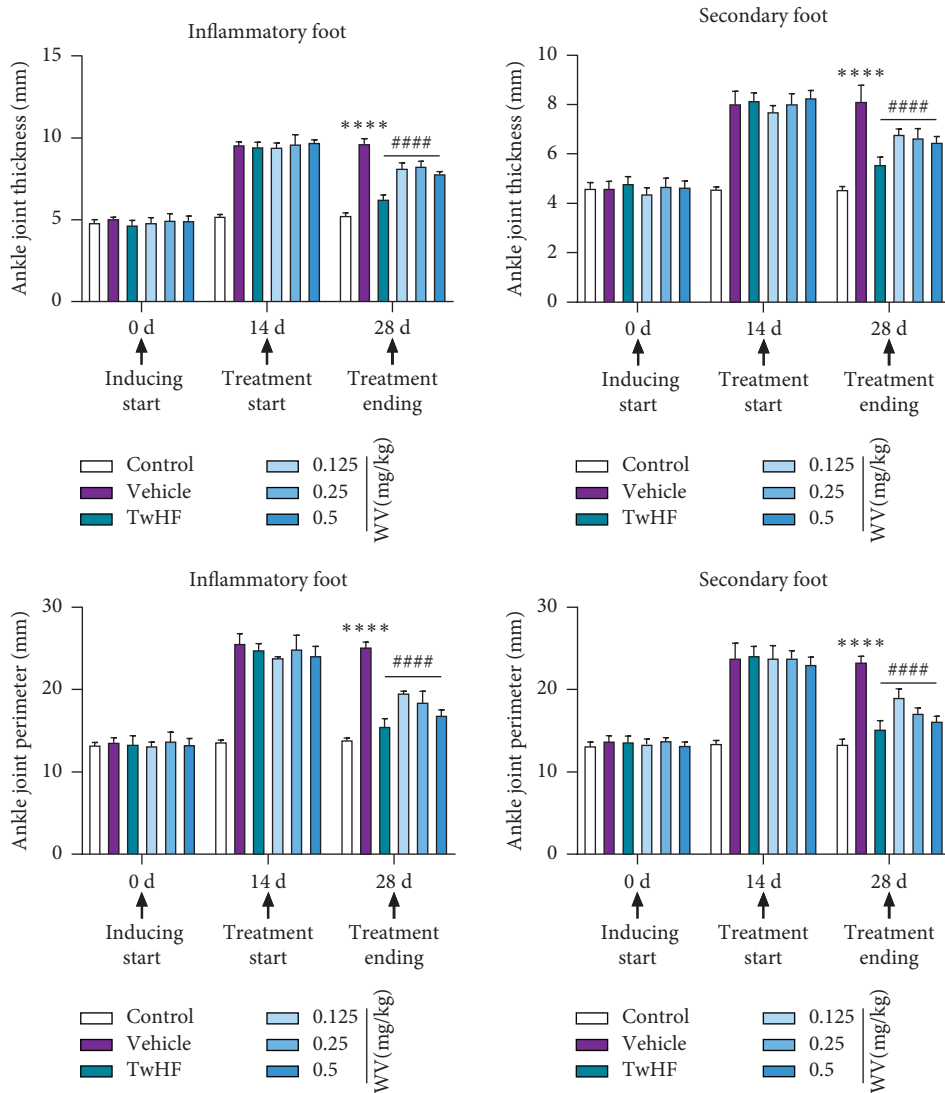 Inflammatory foot
Ankle joint thickness (mm)
15
10
5
0
****
####
0 d
14 d
28 d
Inducing start
Treatment start
Treatment ending
Control
Vehicle
TwHF
0.125
0.25
0.5
WV(mg/kg)
Secondary foot
Ankle joint thickness (mm)
10
8
6
4
2
0
****
####
0 d
14 d
28 d
Inducing start
Treatment start
Treatment ending
Control
Vehicle
TwHF
0.125
0.25
0.5
WV(mg/kg)
Inflammatory foot
Ankle joint perimeter (mm)
30
20
10
0
****
####
0 d
14 d
28 d
Inducing start
Treatment start
Treatment ending
Control
Vehicle
TwHF
0.125
0.25
0.5
WV(mg/kg)
Secondary foot
Ankle joint perimeter (mm)
30
20
10
0
****
####
0 d
14 d
28 d
Inducing start
Treatment start
Treatment ending
Control
Vehicle
TwHF
0.125
0.25
0.5
WV(mg/kg)